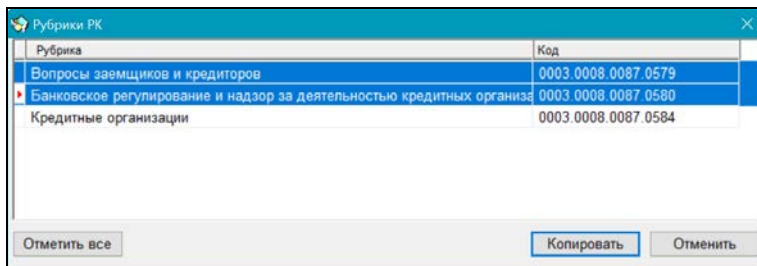 Рубрики РК
Рубрика Код
Вопросы заемщиков и кредиторов 0003.0008.0087.0579
Банковское регулирование и надзор за деятельностью кредитных организа 0003.0008.0087.0580
Кредитные организации 0003.0008.0087.0584
Отметить все Копировать Отменить